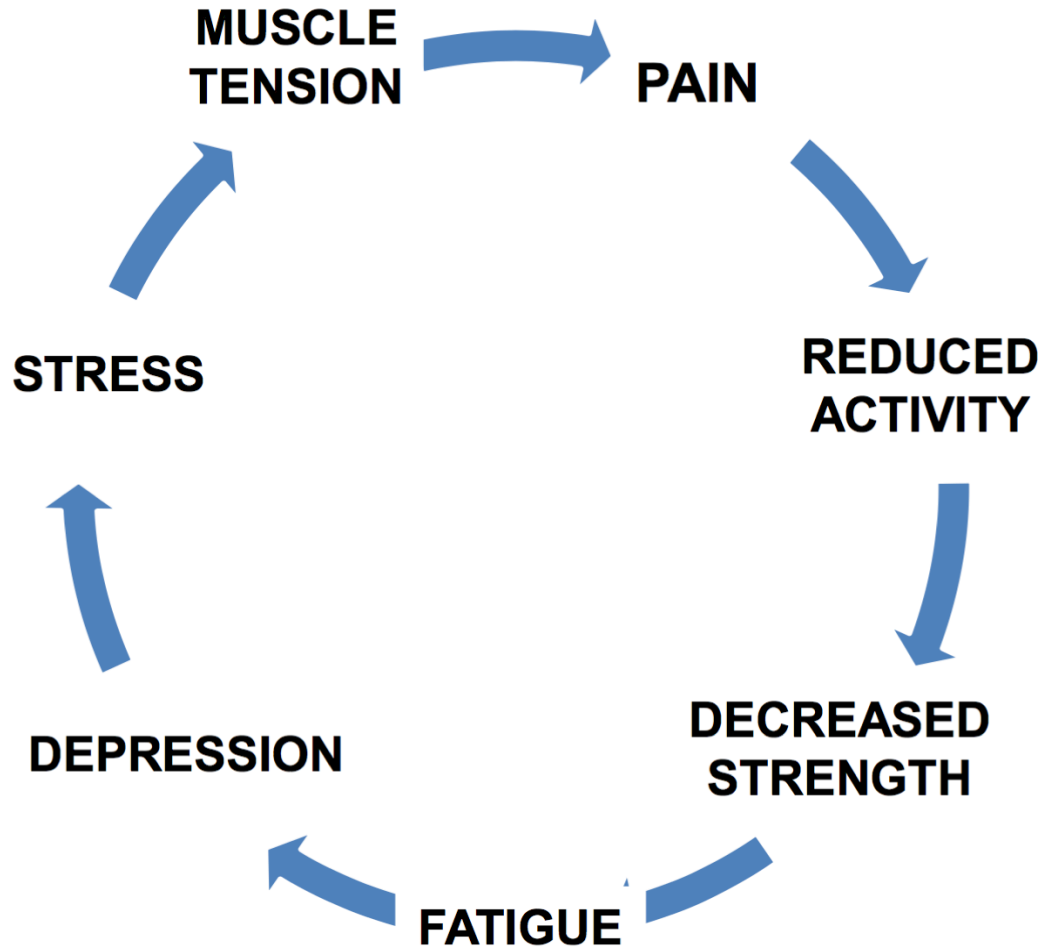 MUSCLE
TENSION
PAIN
REDUCED
ACTIVITY
DECREASED
STRENGTH
FATIGUE
DEPRESSION
STRESS